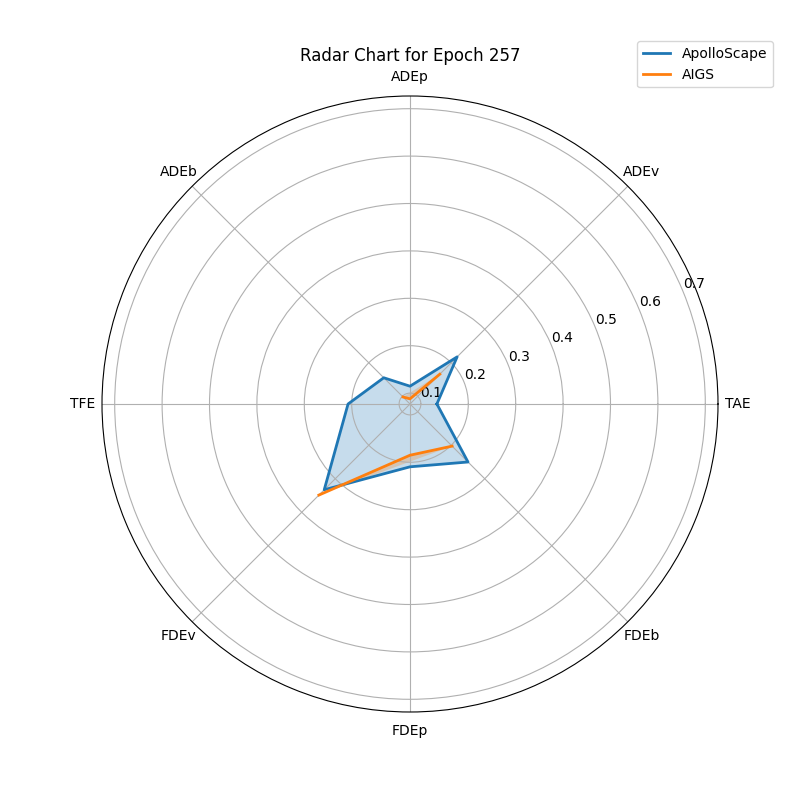 Radar Chart for Epoch 257
ApolloScape
AIGS
ADEp
ADEb
ADEv
0.7
0.6
0.5
0.4
0.3
0.2
0.1
TFE
TAE
FDEv
FDEb
FDEp